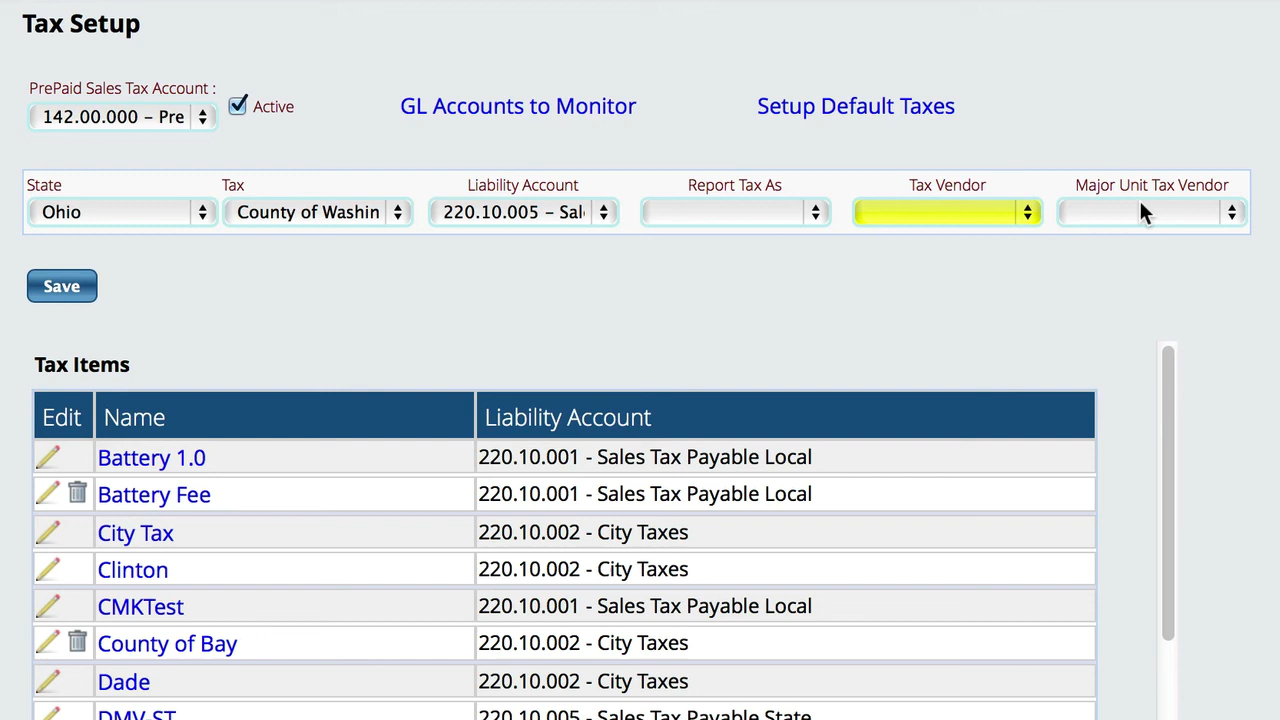 Tax Setup
PrePaid Sales Tax Account :
142.00.000 – Pre
Active
GL Accounts to Monitor
Setup Default Taxes
State Tax Liability Account Report Tax As Tax Vendor Major Unit Tax Vendor
Ohio County of Washin 220.10.005 – Sal
Save
Tax Items
Edit Name Liability Account
Battery 1.0 220.10.001 - Sales Tax Payable Local
Battery Fee 220.10.001 - Sales Tax Payable Local
City Tax 220.10.002 - City Taxes
Clinton 220.10.002 - City Taxes
CMKTest 220.10.001 - Sales Tax Payable Local
County of Bay 220.10.002 - City Taxes
Dade 220.10.002 - City Taxes
DMV-ST 220.10.005 - Sales Tax Payable State